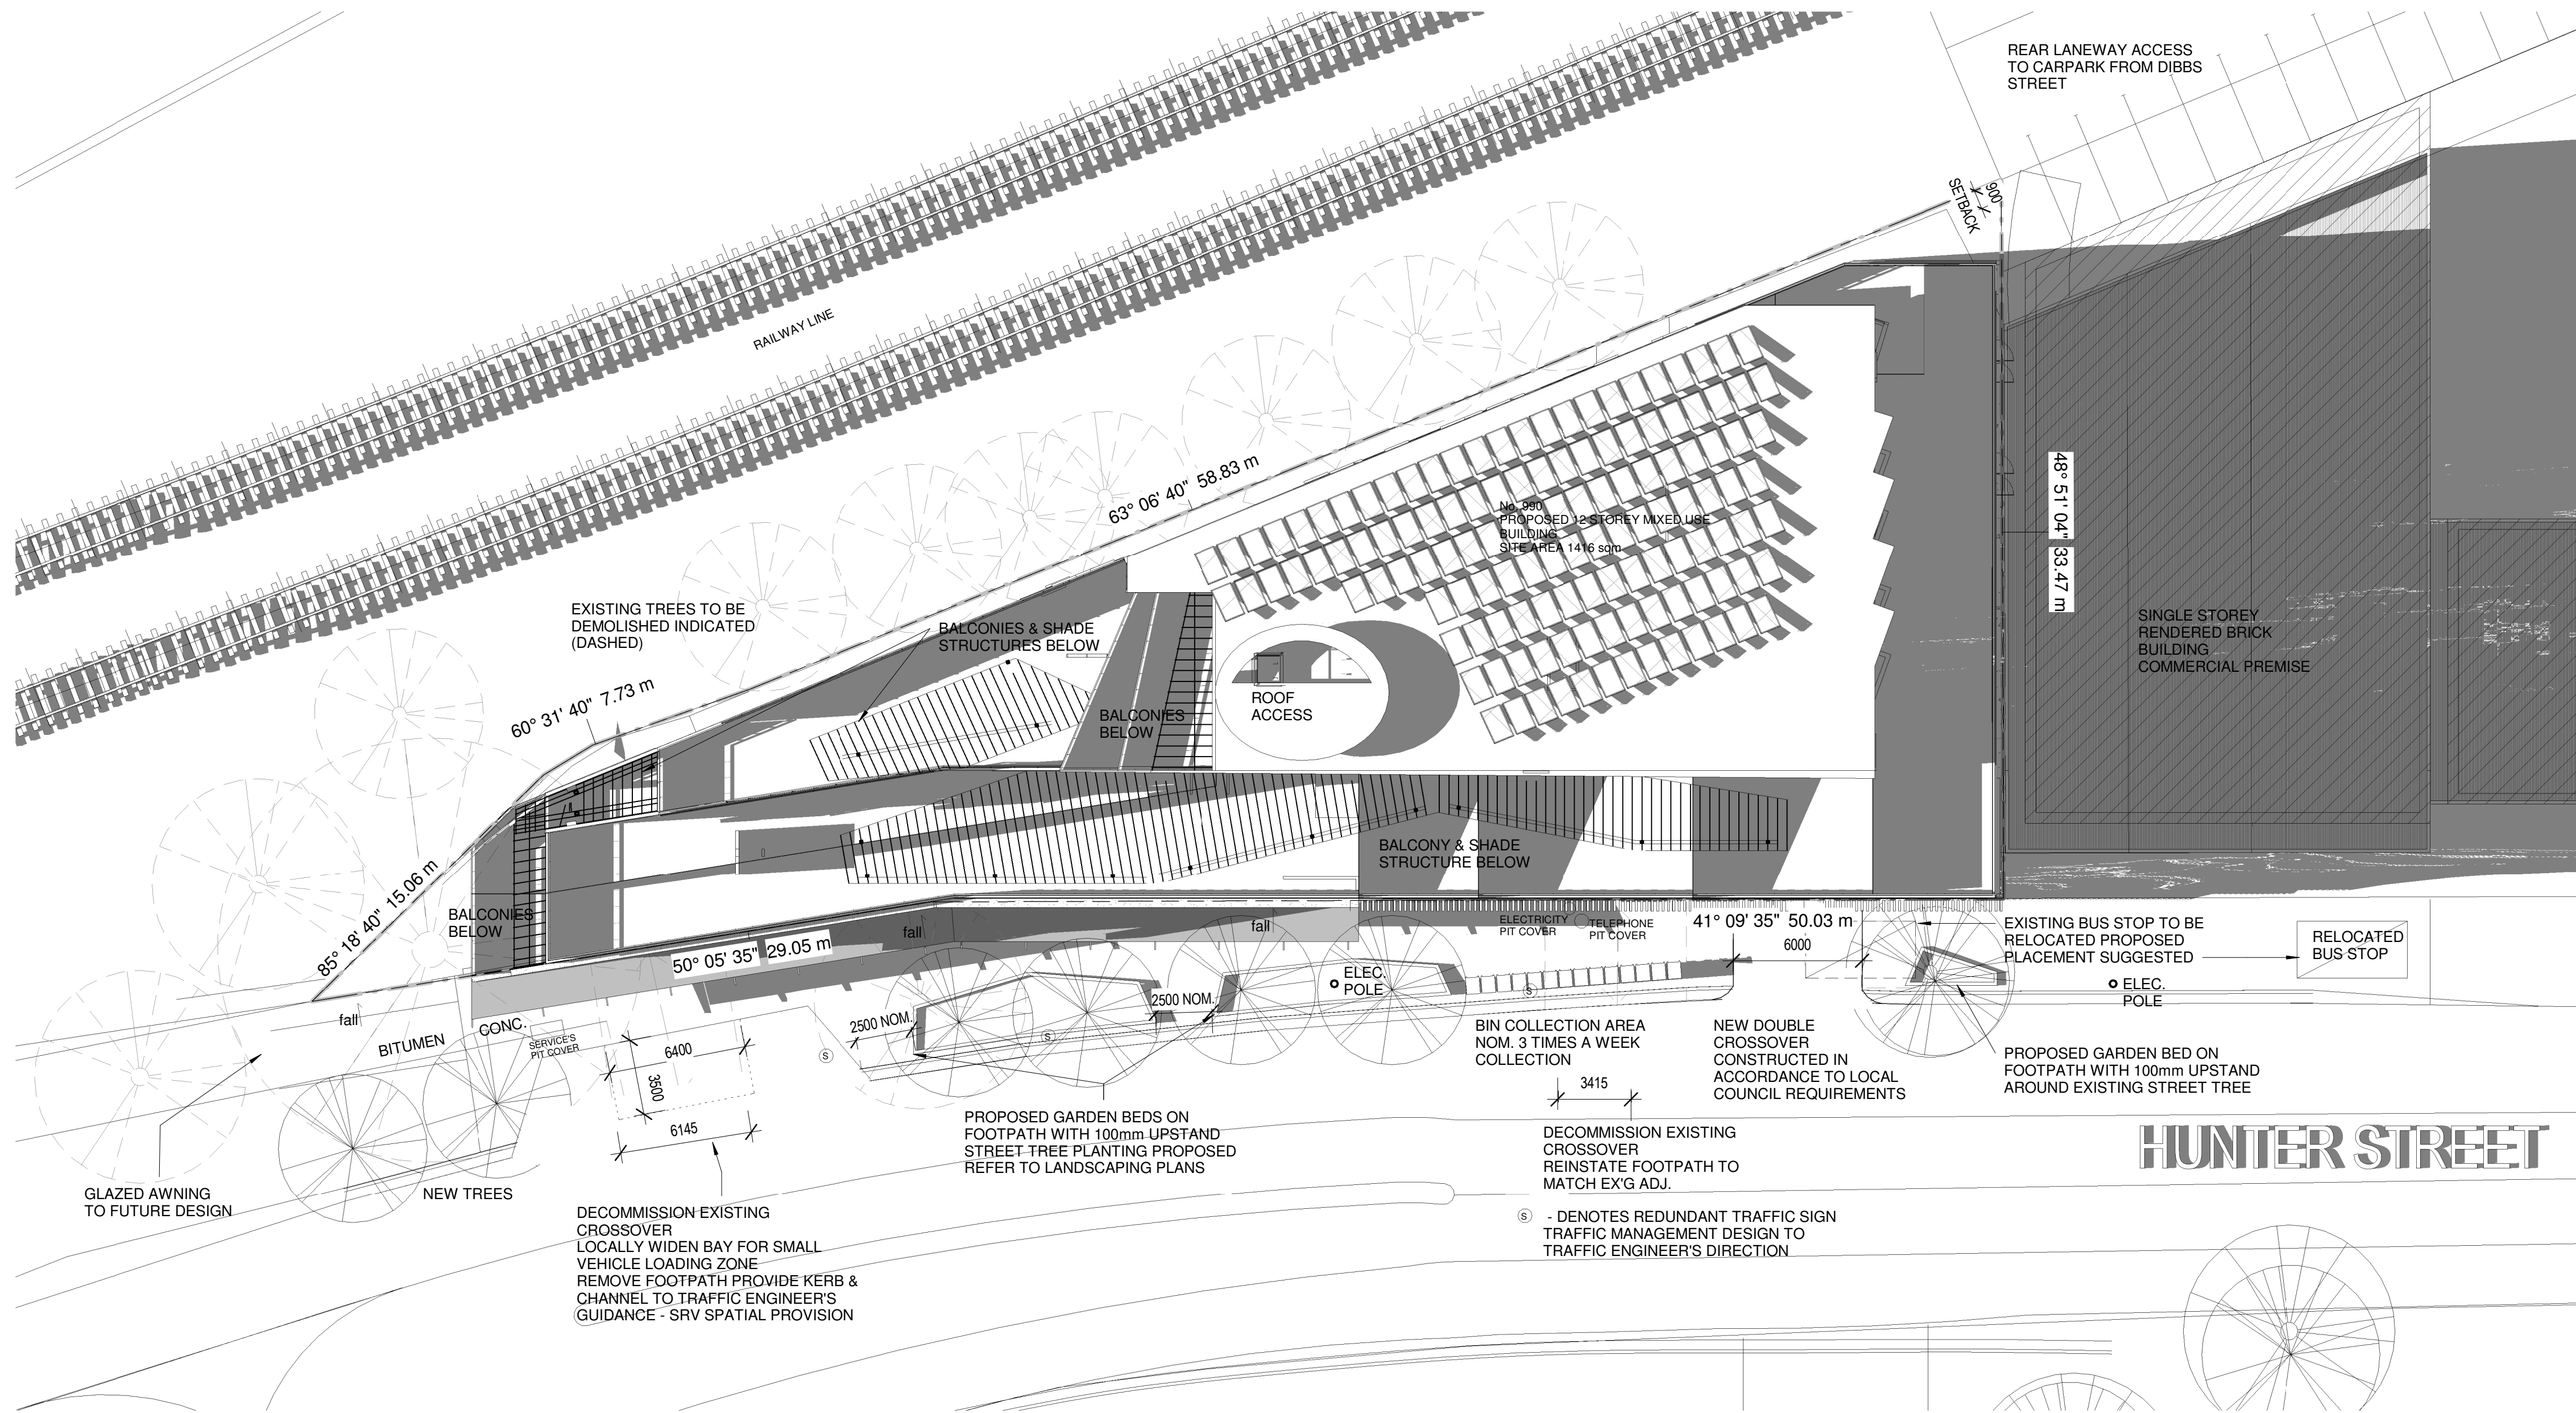 REAR LANEWAY ACCESS
TO CARPARK FROM DIBBS
STREET
900
SETBACK
RAILWAY LINE
63° 06' 40" 58.83 m
48° 51' 04" 33.47 m
No. 990
PROPOSED 12 STOREY MIXED USE
BUILDING
SITE AREA 1416 sqm
EXISTING TREES TO BE
DEMOLISHED INDICATED
(DASHED)
BALCONIES & SHADE
STRUCTURES BELOW
SINGLE STOREY
RENDERED BRICK
BUILDING
COMMERCIAL PREMISE
60° 31' 40" 7.73 m
ROOF
ACCESS
BALCONIES
BELOW
BALCONY & SHADE
STRUCTURE BELOW
85° 18' 40" 15.06 m
BALCONIES
BELOW
50° 05' 35" 29.05 m
fall
fall
ELECTRICITY
PIT COVER
TELEPHONE
PIT COVER
41° 09' 35" 50.03 m
6000
EXISTING BUS STOP TO BE
RELOCATED PROPOSED
PLACEMENT SUGGESTED
RELOCATED
BUS STOP
ELEC.
POLE
ELEC.
POLE
fall
BITUMEN
CONC.
SERVICE'S
PIT COVER
6400
3500
6145
S
2500 NOM.
S
2500 NOM.
S
BIN COLLECTION AREA
NOM. 3 TIMES A WEEK
COLLECTION
NEW DOUBLE
CROSSOVER
CONSTRUCTED IN
ACCORDANCE TO LOCAL
COUNCIL REQUIREMENTS
PROPOSED GARDEN BED ON
FOOTPATH WITH 100mm UPSTAND
AROUND EXISTING STREET TREE
3415
PROPOSED GARDEN BEDS ON
FOOTPATH WITH 100mm UPSTAND
STREET TREE PLANTING PROPOSED
REFER TO LANDSCAPING PLANS
DECOMMISSION EXISTING
CROSSOVER
REINSTATE FOOTPATH TO
MATCH EX'G ADJ.
HUNTER STREET
GLAZED AWNING
TO FUTURE DESIGN
NEW TREES
DECOMMISSION EXISTING
CROSSOVER
LOCALLY WIDEN BAY FOR SMALL
VEHICLE LOADING ZONE
REMOVE FOOTPATH PROVIDE KERB &
CHANNEL TO TRAFFIC ENGINEER'S
GUIDANCE - SRV SPATIAL PROVISION
S - DENOTES REDUNDANT TRAFFIC SIGN
TRAFFIC MANAGEMENT DESIGN TO
TRAFFIC ENGINEER'S DIRECTION